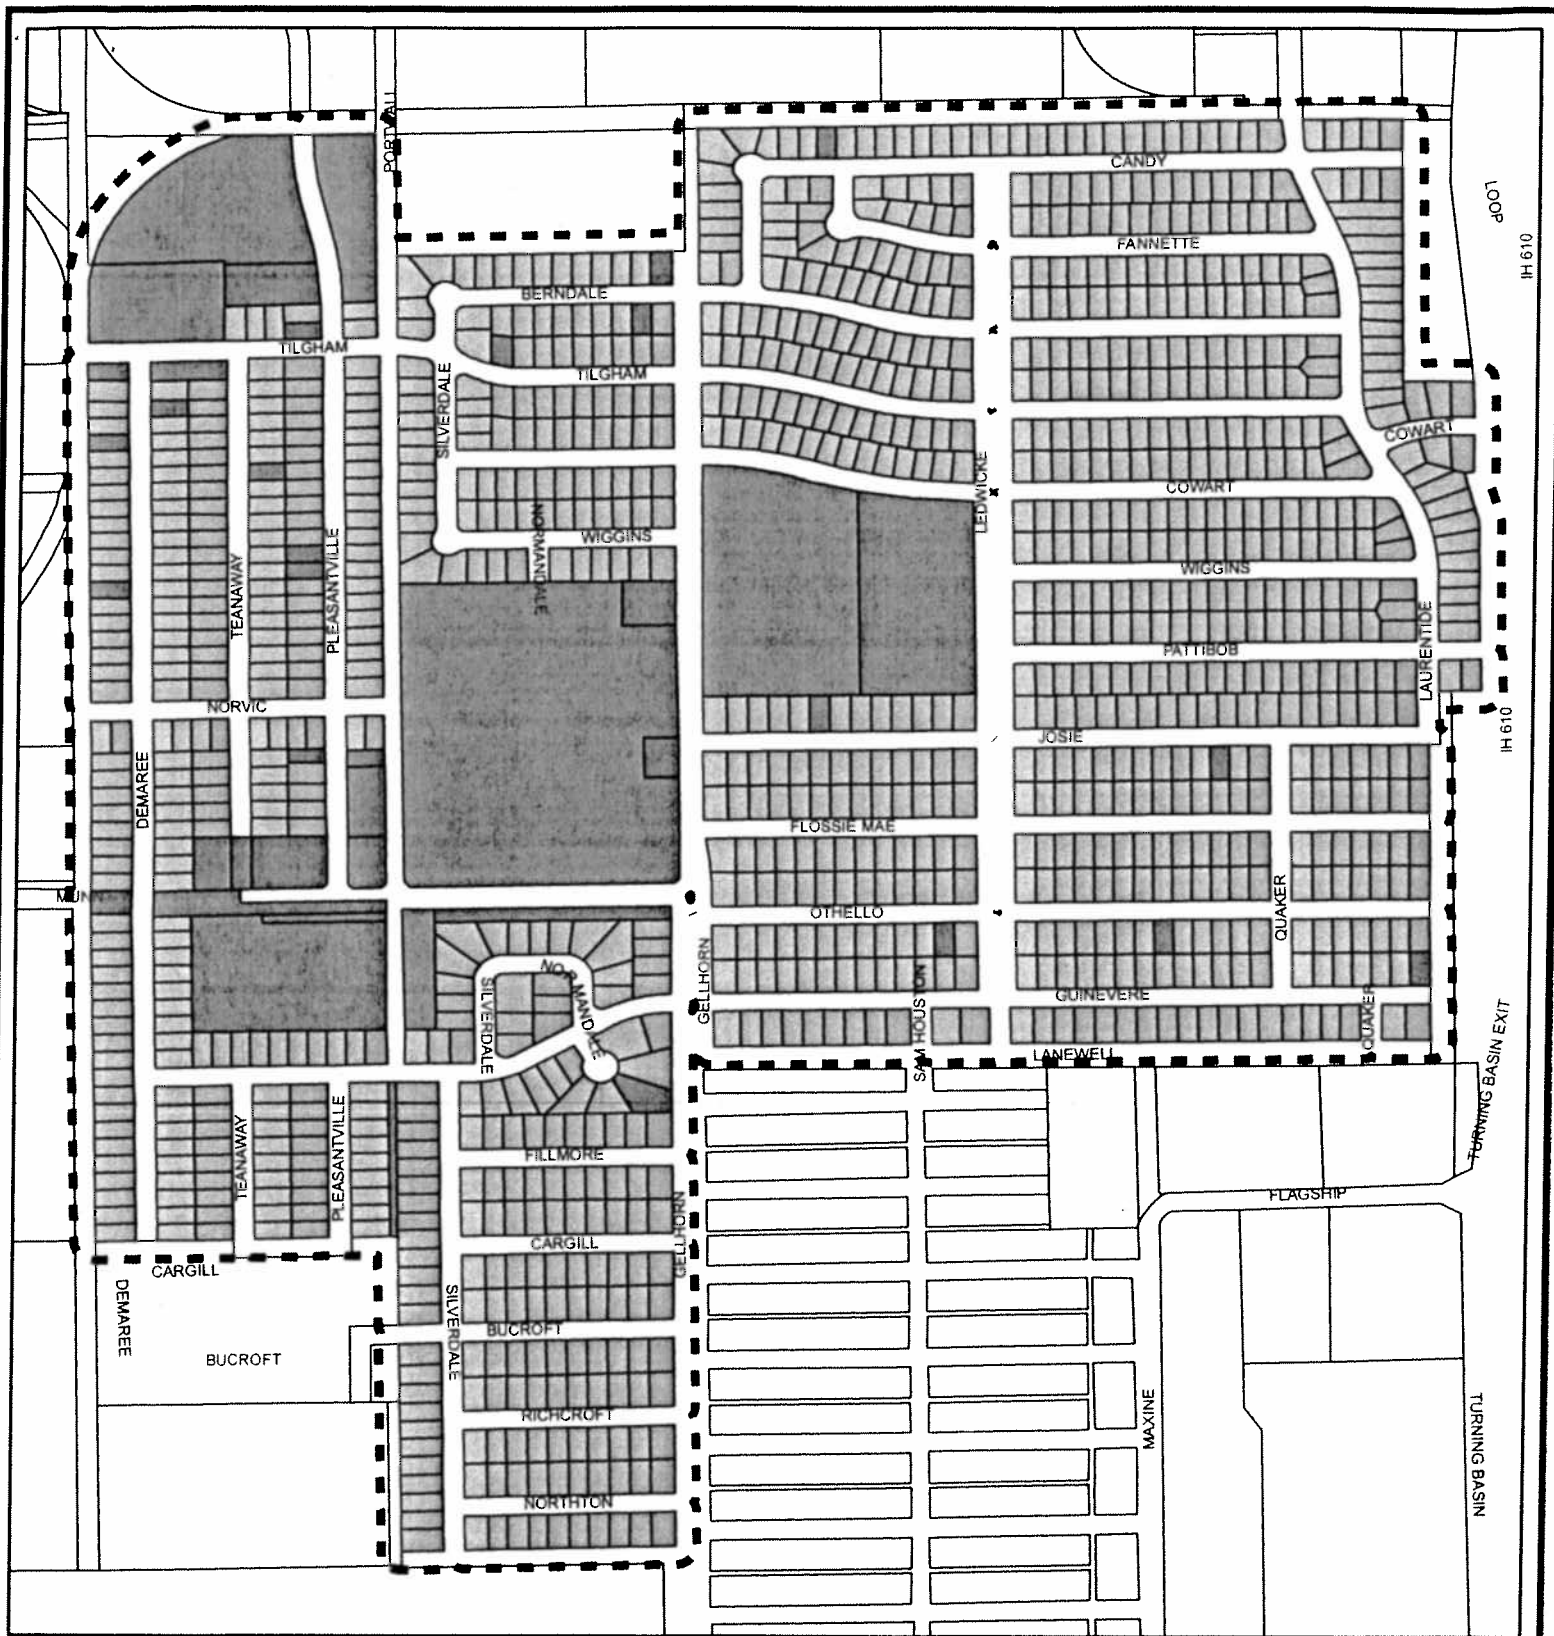 PORTWALL
CANDY
LOOP
IH 610
FANNETTE
BERNDALE
TILGHAM
TILGHAM
SILVERDALE
COWART
LEDWICKE
COWART
NORMANDALE
WIGGINS
PLEASANTVILLE
TEANAWAY
WIGGINS
LAURENTIDE
PATTIBOB
NORVIC
IH 610
JOSIE
DEMAREE
FLOSSIE MAE
QUAKER
OTHELLO
GELLHORN
NORMANDALE
SILVERDALE
SAM HOUSTON
GUINEVERE
QUAKER
LANEWELL
TURNING BASIN EXIT
TEANAWAY
PLEASANTVILLE
FILLMORE
GELLHORN
FLAGSHIP
CARGILL
CARGILL
DEMAREE
SILVERDALE
BUCROFT
BUCROFT
RICHCROFT
MAXINE
TURNING BASIN
NORTHTON